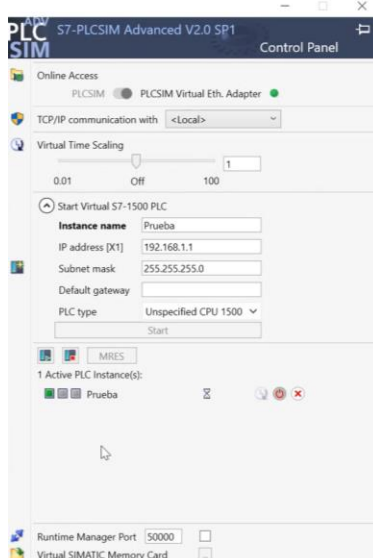 PLC SIM ADV
S7-PLCSIM Advanced V2.0 SP1
Control Panel
Online Access
PLCSIM PLCSIM Virtual Eth. Adapter
TCP/IP communication with <Local>
Virtual Time Scaling
1
0.01 Off 100
Start Virtual S7-1500 PLC
Instance name Prueba
IP address [X1] 192.168.1.1
Subnet mask 255.255.255.0
Default gateway
PLC type Unspecified CPU 1500
Start
MRES
1 Active PLC Instance(s):
Prueba
Runtime Manager Port 50000
Virtual SIMATIC Memory Card
...